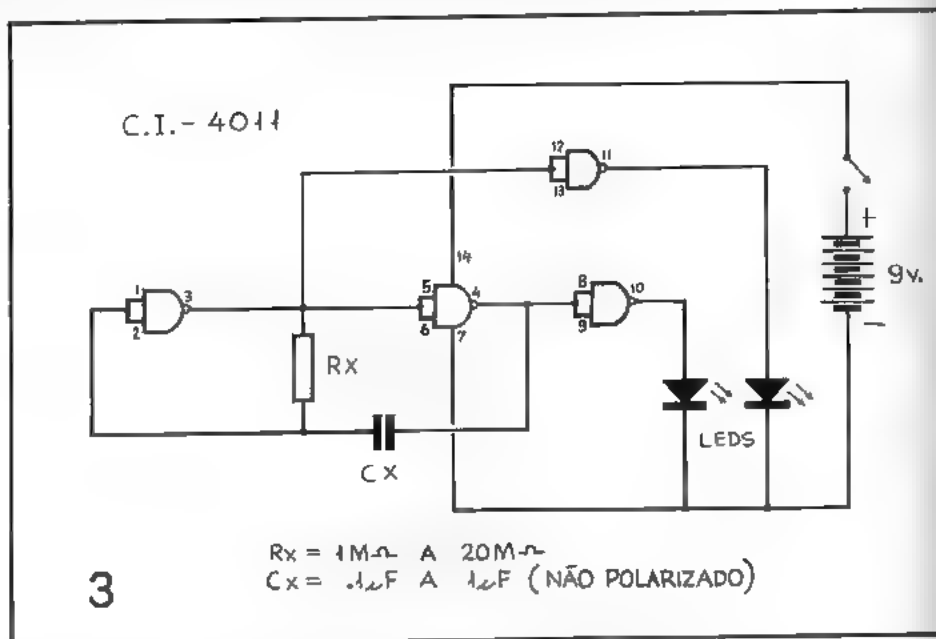 C.I.- 4011
12
11
13
14
+
1
3
2
5
4
6
7
8
10
9
9v.
-
Rx
LEDS
Cx
Rx = 1MΩ A 20MΩ
Cx = .1µF A 1µF (NÃO POLARIZADO)
3